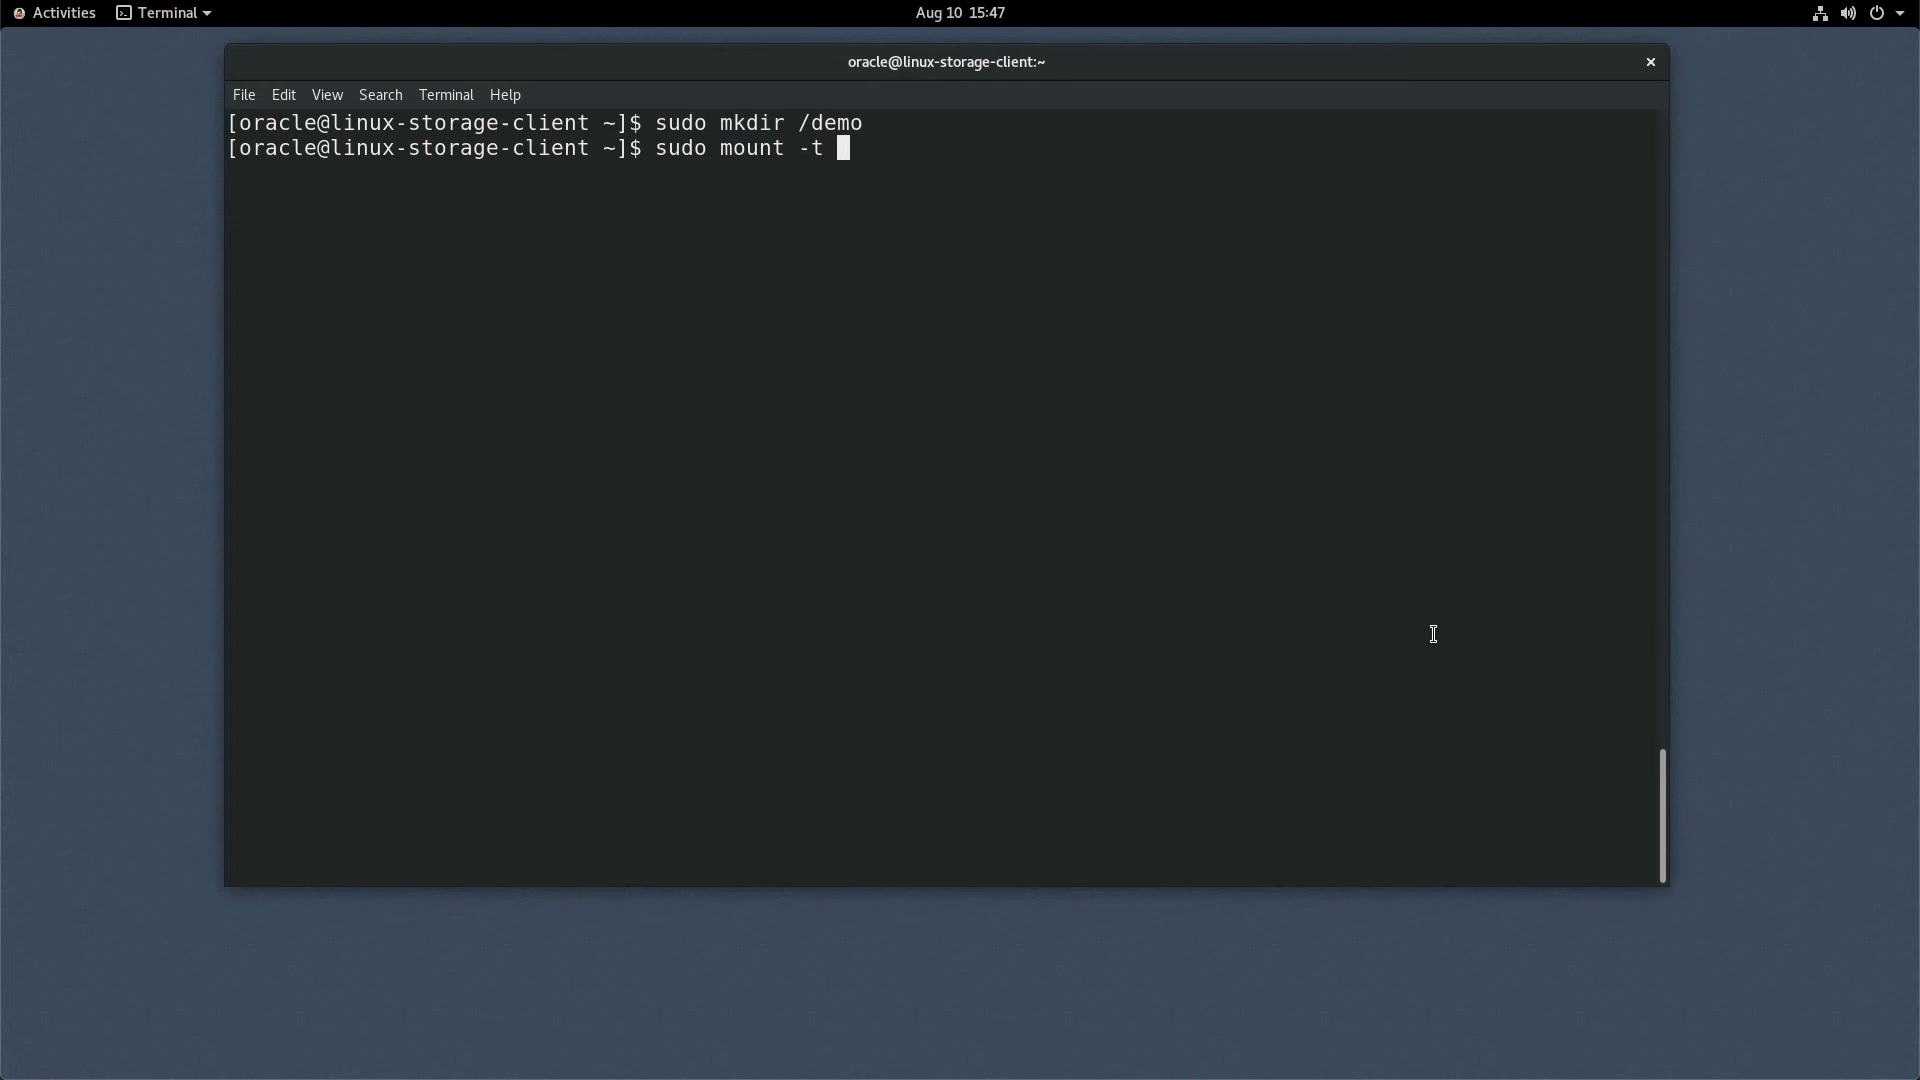 Activities Terminal Aug 10 15:47
oracle@linux-storage-client:~
File Edit View Search Terminal Help
[oracle@linux-storage-client ~]$ sudo mkdir /demo
[oracle@linux-storage-client ~]$ sudo mount -t